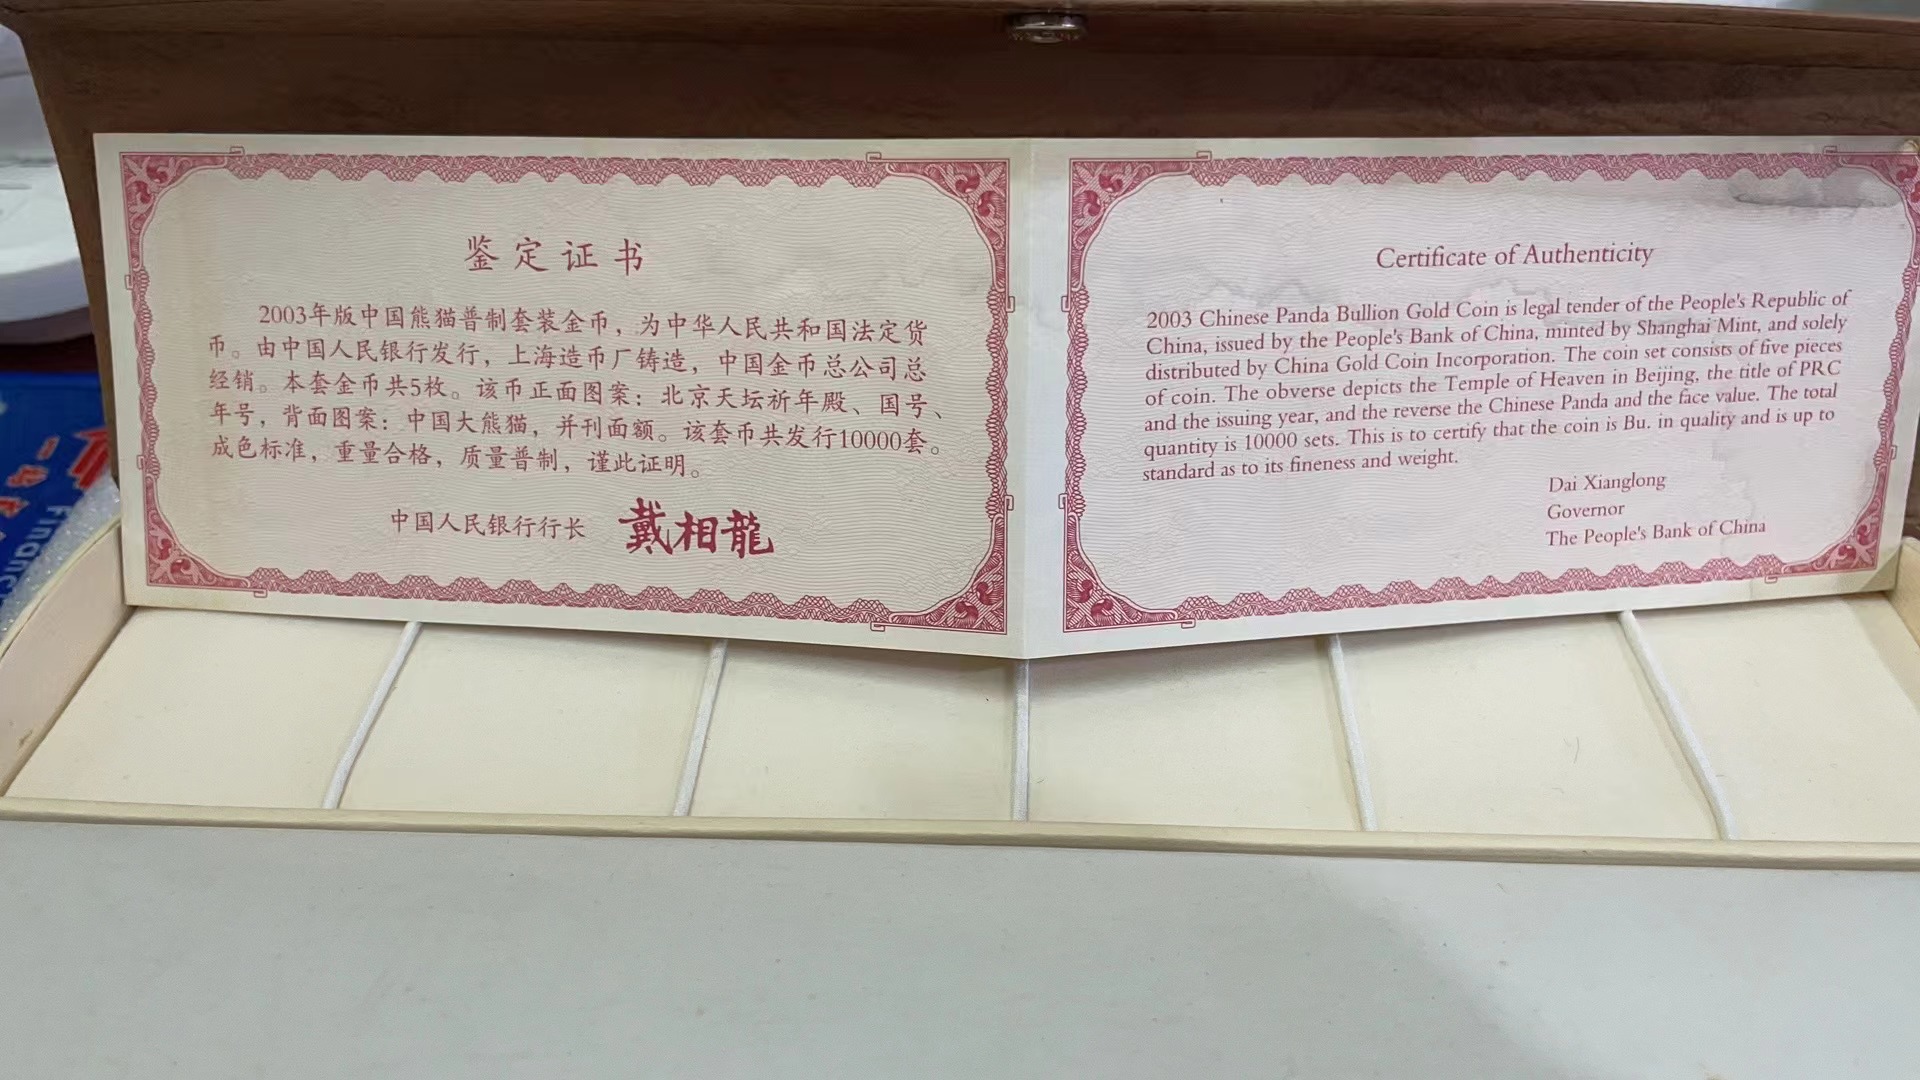 鉴定证书
2003年版中国熊猫普制套装金币，为中华人民共和国法定货
币。由中国人民银行发行，上海造币厂铸造，中国金币总公司总
经销。本套金币共5枚。该币正面图案：北京天坛祈年殿、国号、
年号，背面图案：中国大熊猫，并刊面额。该套币共发行10000套。
成色标准，重量合格，质量普制，谨此证明。
中国人民银行行长 戴相龍
Certificate of Authenticity
2003 Chinese Panda Bullion Gold Coin is legal tender of the People's Republic of
China, issued by the People's Bank of China, minted by Shanghai Mint, and solely
distributed by China Gold Coin Incorporation. The coin set consists of five pieces
of coin. The obverse depicts the Temple of Heaven in Beijing, the title of PRC
and the issuing year, and the reverse the Chinese Panda and the face value. The total
quantity is 10000 sets. This is to certify that the coin is Bu. in quality and is up to
standard as to its fineness and weight.
Dai Xianglong
Governor
The People's Bank of China